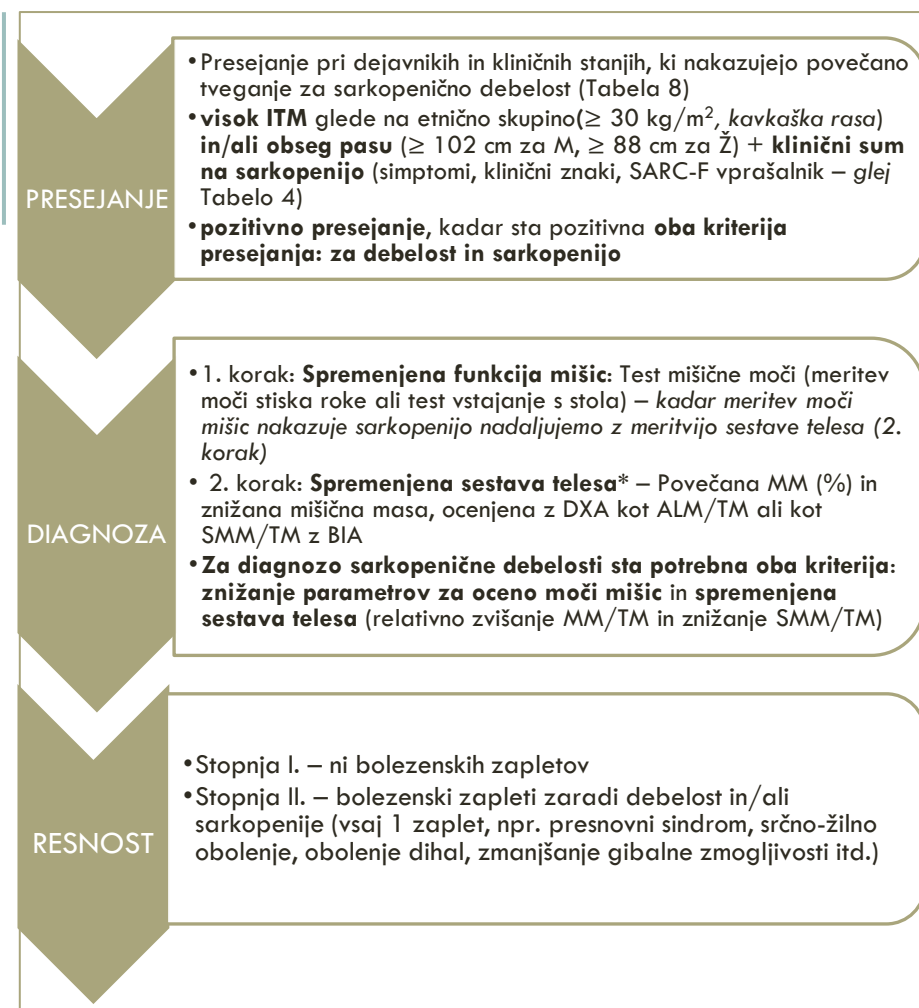 PRESEJANJE
•Presejanje pri dejavnikih in kliničnih stanjih, ki nakazujejo povečano
tveganje za sarkopenično debelost (Tabela 8)
•visok ITM glede na etnično skupino(≥ 30 kg/m², kavkaška rasa)
in/ali obseg pasu (≥ 102 cm za M, ≥ 88 cm za Ž) + klinični sum
na sarkopenijo (simptomi, klinični znaki, SARC-F vprašalnik – glej
Tabelo 4)
•pozitivno presejanje, kadar sta pozitivna oba kriterija
presejanja: za debelost in sarkopenijo
DIAGNOZA
•1. korak: Spremenjena funkcija mišic: Test mišične moči (meritev
moči stiska roke ali test vstajanje s stola) – kadar meritev moči
mišic nakazuje sarkopenijo nadaljujemo z meritvijo sestave telesa (2.
korak)
• 2. korak: Spremenjena sestava telesa* – Povečana MM (%) in
znižana mišična masa, ocenjena z DXA kot ALM/TM ali kot
SMM/TM z BIA
•Za diagnozo sarkopenične debelosti sta potrebna oba kriterija:
znižanje parametrov za oceno moči mišic in spremenjena
sestava telesa (relativno zvišanje MM/TM in znižanje SMM/TM)
RESNOST
•Stopnja I. – ni bolezenskih zapletov
•Stopnja II. – bolezenski zapleti zaradi debelost in/ali
sarkopenije (vsaj 1 zaplet, npr. presnovni sindrom, srčno-žilno
obolenje, obolenje dihal, zmanjšanje gibalne zmogljivosti itd.)